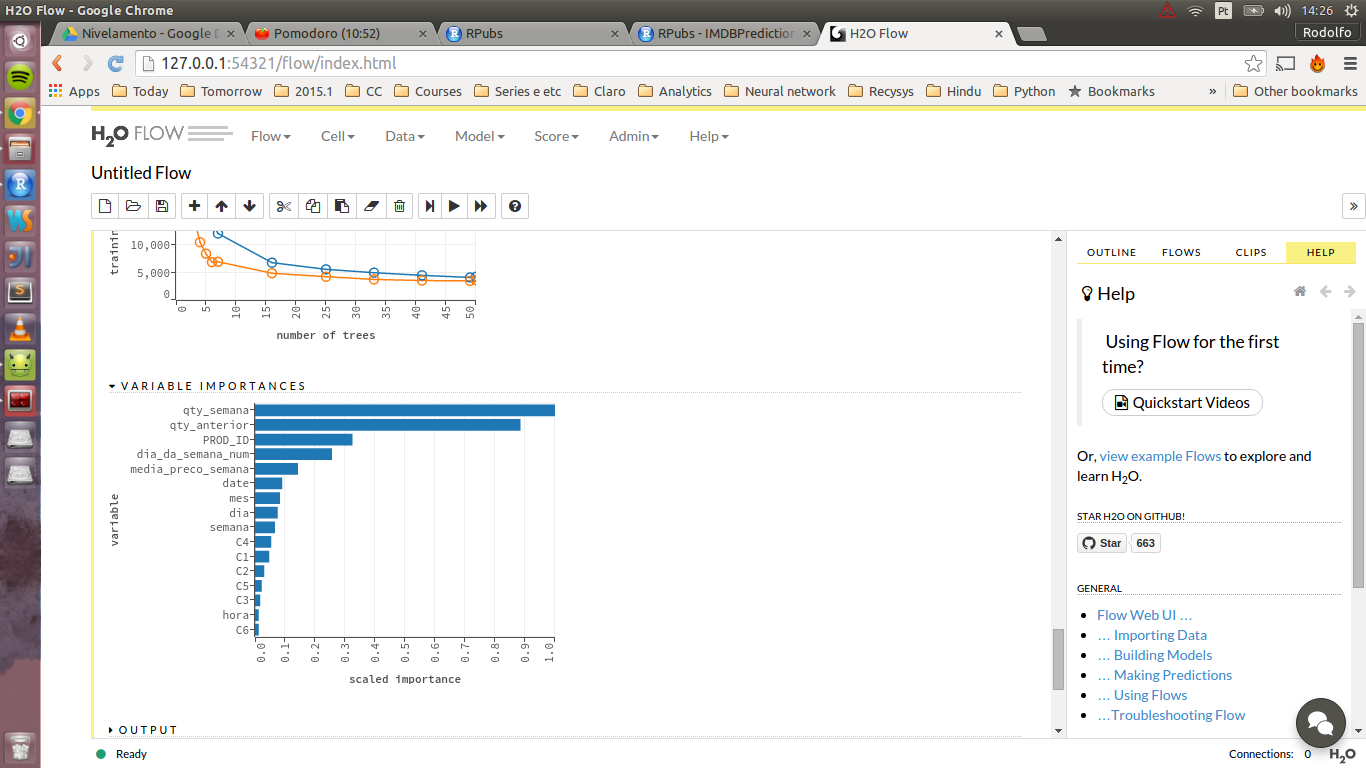 H2O Flow - Google Chrome
Pt
14:26
Nivelamento - Google D
Pomodoro (10:52)
RPubs
RPubs - IMDBPrediction
H2O Flow
Rodolfo
127.0.0.1:54321/flow/index.html
Apps
Today
Tomorrow
2015.1
CC
Courses
Series e etc
Claro
Analytics
Neural network
Recysys
Hindu
Python
Bookmarks
»
Other bookmarks
H2O FLOW
Flow
Cell
Data
Model
Score
Admin
Help
Untitled Flow
»
trainin
10,000
5,000
0
0
5
10
15
20
25
30
35
40
45
50
number of trees
VARIABLE IMPORTANCES
variable
qty_semana
qty_anterior
PROD_ID
dia_da_semana_num
media_preco_semana
date
mes
dia
semana
C4
C1
C2
C5
C3
hora
C6
0.0
0.1
0.2
0.3
0.4
0.5
0.6
0.7
0.8
0.9
1.0
scaled importance
OUTPUT
OUTLINE
FLOWS
CLIPS
HELP
Help
Using Flow for the first
time?
Quickstart Videos
Or, view example Flows to explore and
learn H2O.
STAR H2O ON GITHUB!
Star
663
GENERAL
Flow Web UI ...
... Importing Data
... Building Models
... Making Predictions
... Using Flows
...Troubleshooting Flow
Ready
Connections: 0
H2O